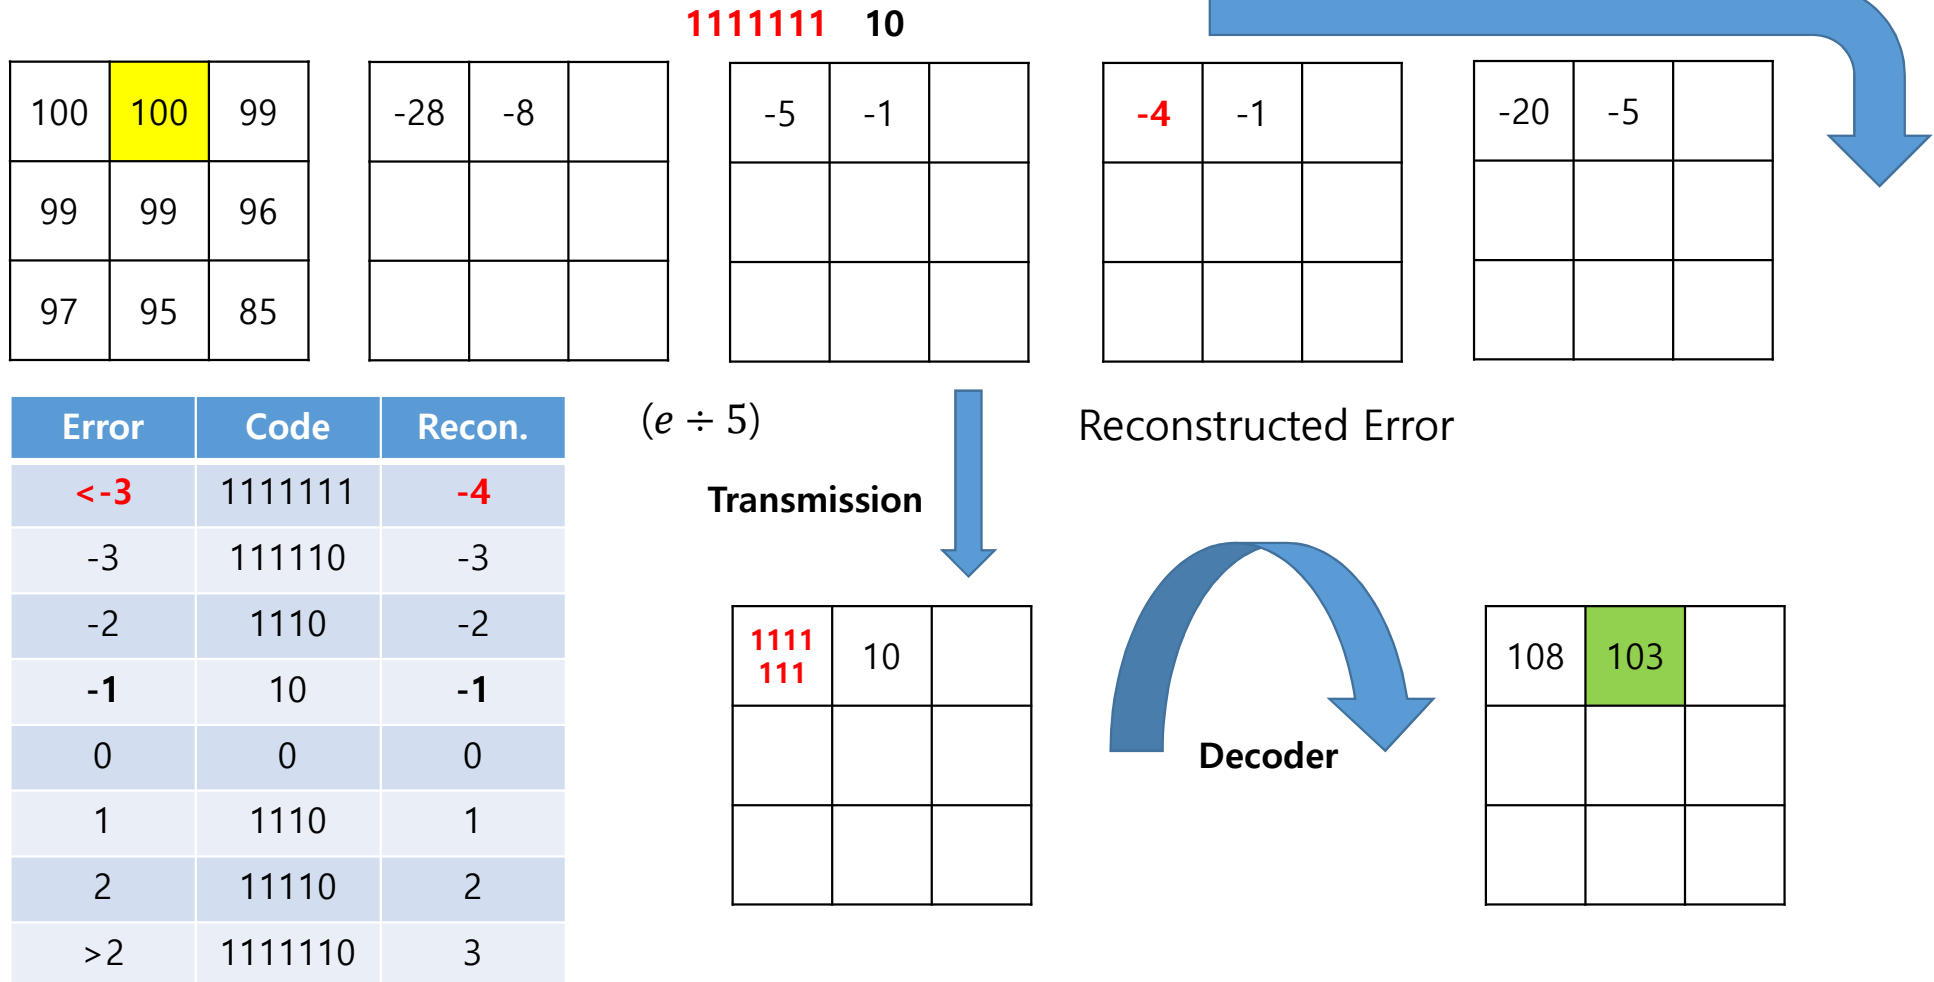 1111111 10
100 100 99
99 99 96
97 95 85
-28 -8
-5 -1
-4 -1
-20 -5
Error Code Recon.
<-3 1111111 -4
-3 111110 -3
-2 1110 -2
-1 10 -1
0 0 0
1 1110 1
2 11110 2
>2 1111110 3
(e ÷ 5)
Transmission
Reconstructed Error
1111
111
10
Decoder
108 103